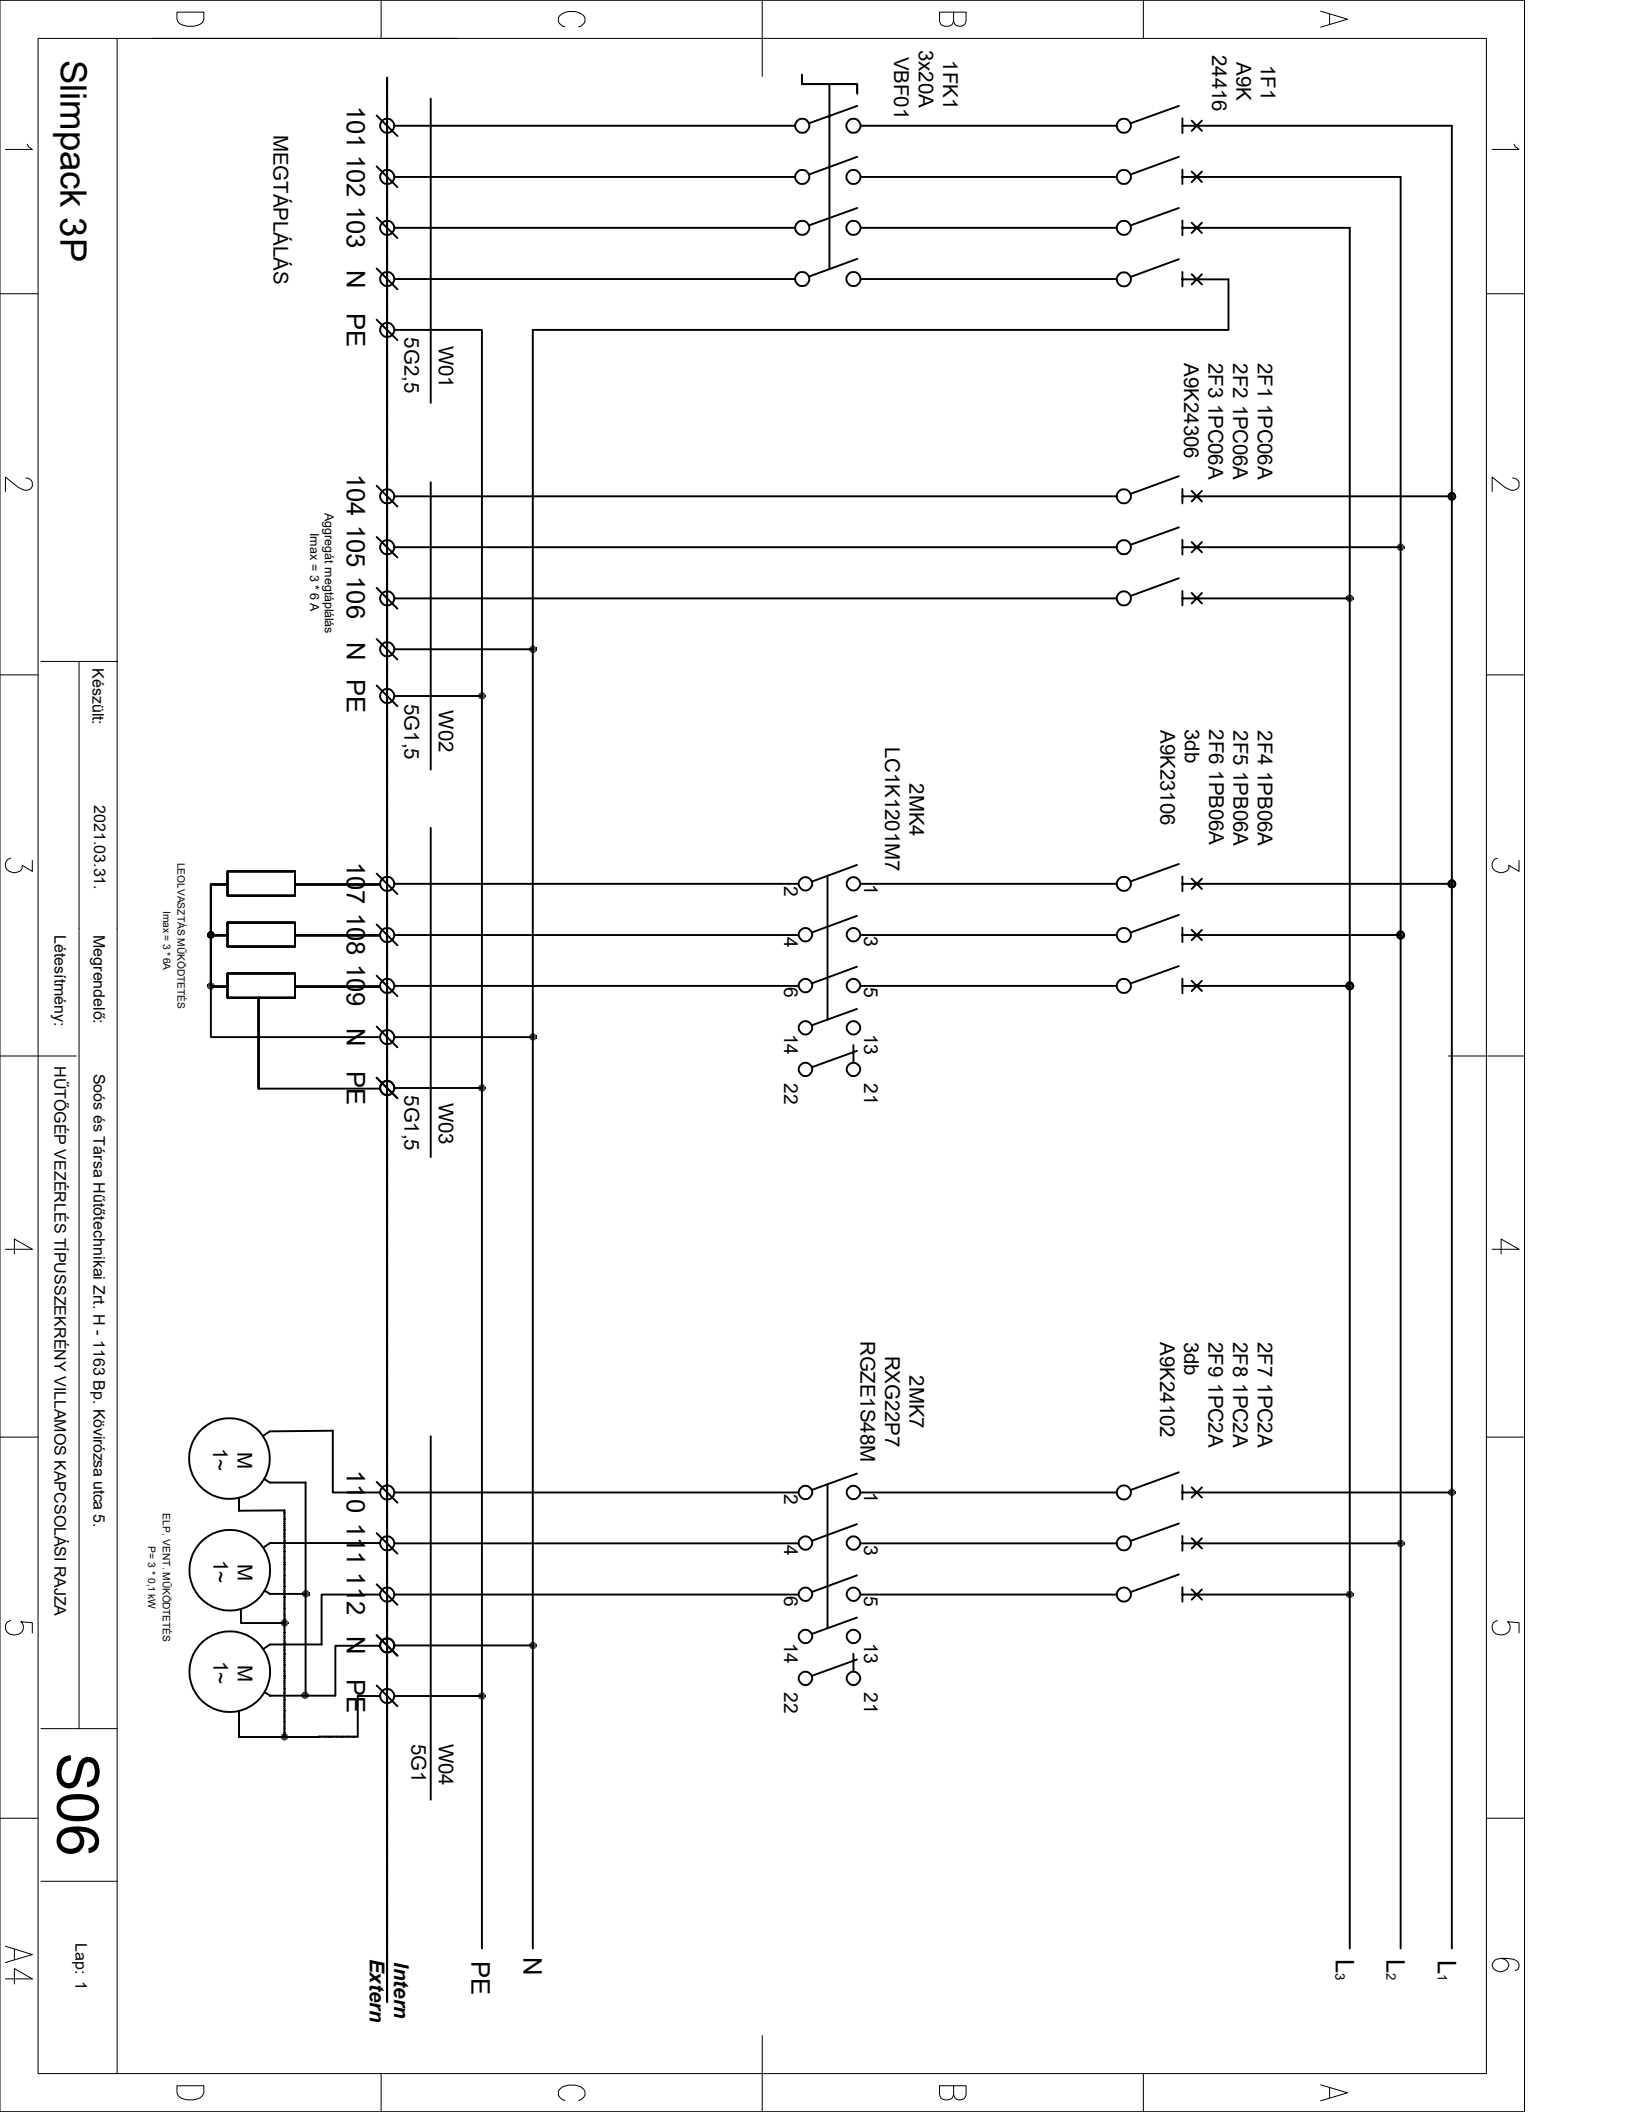 1 2 3 4 5 6
A
B
C
D
A
B
C
D
1F1
A9K
24416
2F1 1PC06A
2F2 1PC06A
2F3 1PC06A
A9K24306
2F4 1PB06A
2F5 1PB06A
2F6 1PB06A
3db
A9K23106
2F7 1PC2A
2F8 1PC2A
2F9 1PC2A
3db
A9K24102
L1
L2
L3
1FK1
3x20A
VBF01
2MK4
LC1K1201M7
1 3 5 13 21
2 4 6 14 22
2MK7
RXG22P7
RGZE1S48M
1 3 5 13 21
2 4 6 14 22
N
PE
W01
5G2,5
W02
5G1,5
W03
5G1,5
W04
5G1
Intern
Extern
101 102 103 N PE
104 105 106 N PE
107 108 109 N PE
110 111 112 N PE
MEGTÁPLÁLÁS
Aggregát megtáplálás
Imax = 3 * 6 A
LEOLVASZTÁS MŰKÖDTETÉS
Imax = 3 * 6A
M
1~
M
1~
M
1~
ELP. VENT. MŰKÖDTETÉS
P= 3 * 0,1 kW
Slimpack 3P
Készült: 2021.03.31. Megrendelő: Soós és Társa Hűtőtechnikai Zrt. H - 1163 Bp. Kövirózsa utca 5.
Létesítmény: HŰTŐGÉP VEZÉRLÉS TÍPUSSZEKRÉNY VILLAMOS KAPCSOLÁSI RAJZA
S06
Lap: 1
1 2 3 4 5 A4